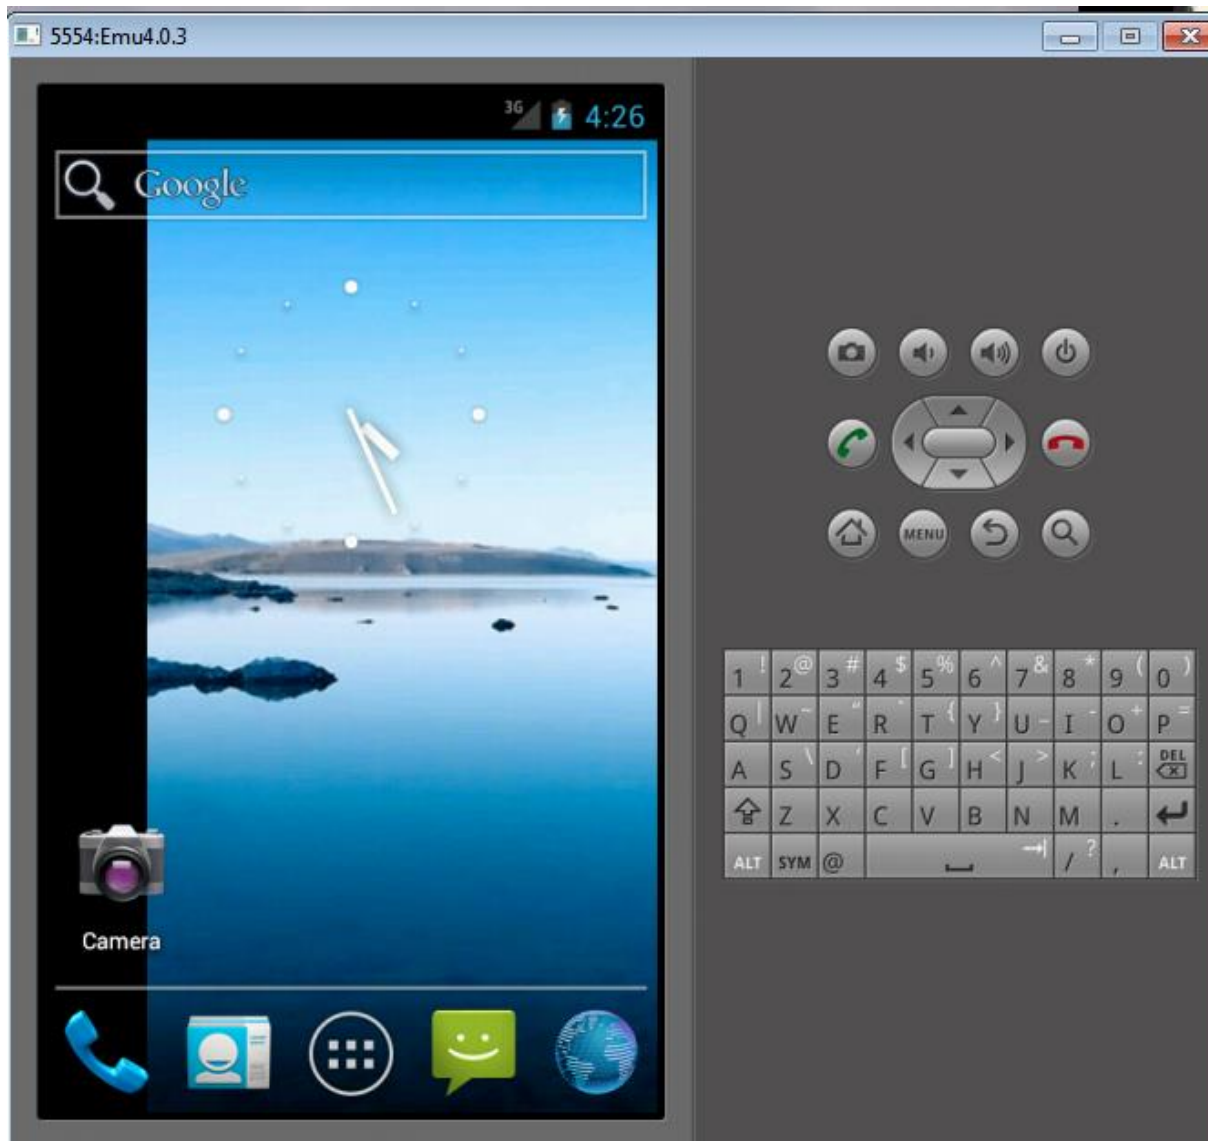 5554:Emu4.0.3
3G 4:26
Google
MENU
1 ! 2 @ 3 # 4 $ 5 % 6 ^ 7 & 8 * 9 ( 0 )
Q | W ~ E " R ` T { Y } U _ I - O + P =
A S \ D ' F [ G ] H < J > K ; L : DEL
Z X C V B N M .
ALT SYM @ / ? , ALT
Camera